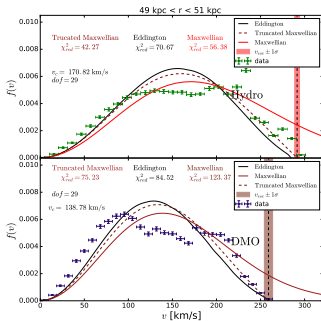 49 kpc < r < 51 kpc
0.010
0.008
0.006
0.004
0.002
0.000
f(v)
Truncated Maxwellian Eddington Maxwellian
χ²red = 42.27 χ²red = 70.67 χ²red = 56.38
v_c = 170.82 km/s
dof = 29
Eddington
Truncated Maxwellian
Maxwellian
v_esc ± 1σ
data
Hydro
0.010
0.008
0.006
0.004
0.002
0.000
f(v)
Truncated Maxwellian Eddington Maxwellian
χ²red = 75.23 χ²red = 84.52 χ²red = 123.37
dof = 29
v_c = 138.78 km/s
Eddington
Maxwellian
Truncated Maxwellian
v_esc ± 1σ
data
DMO
0 50 100 150 200 250 300
v [km/s]